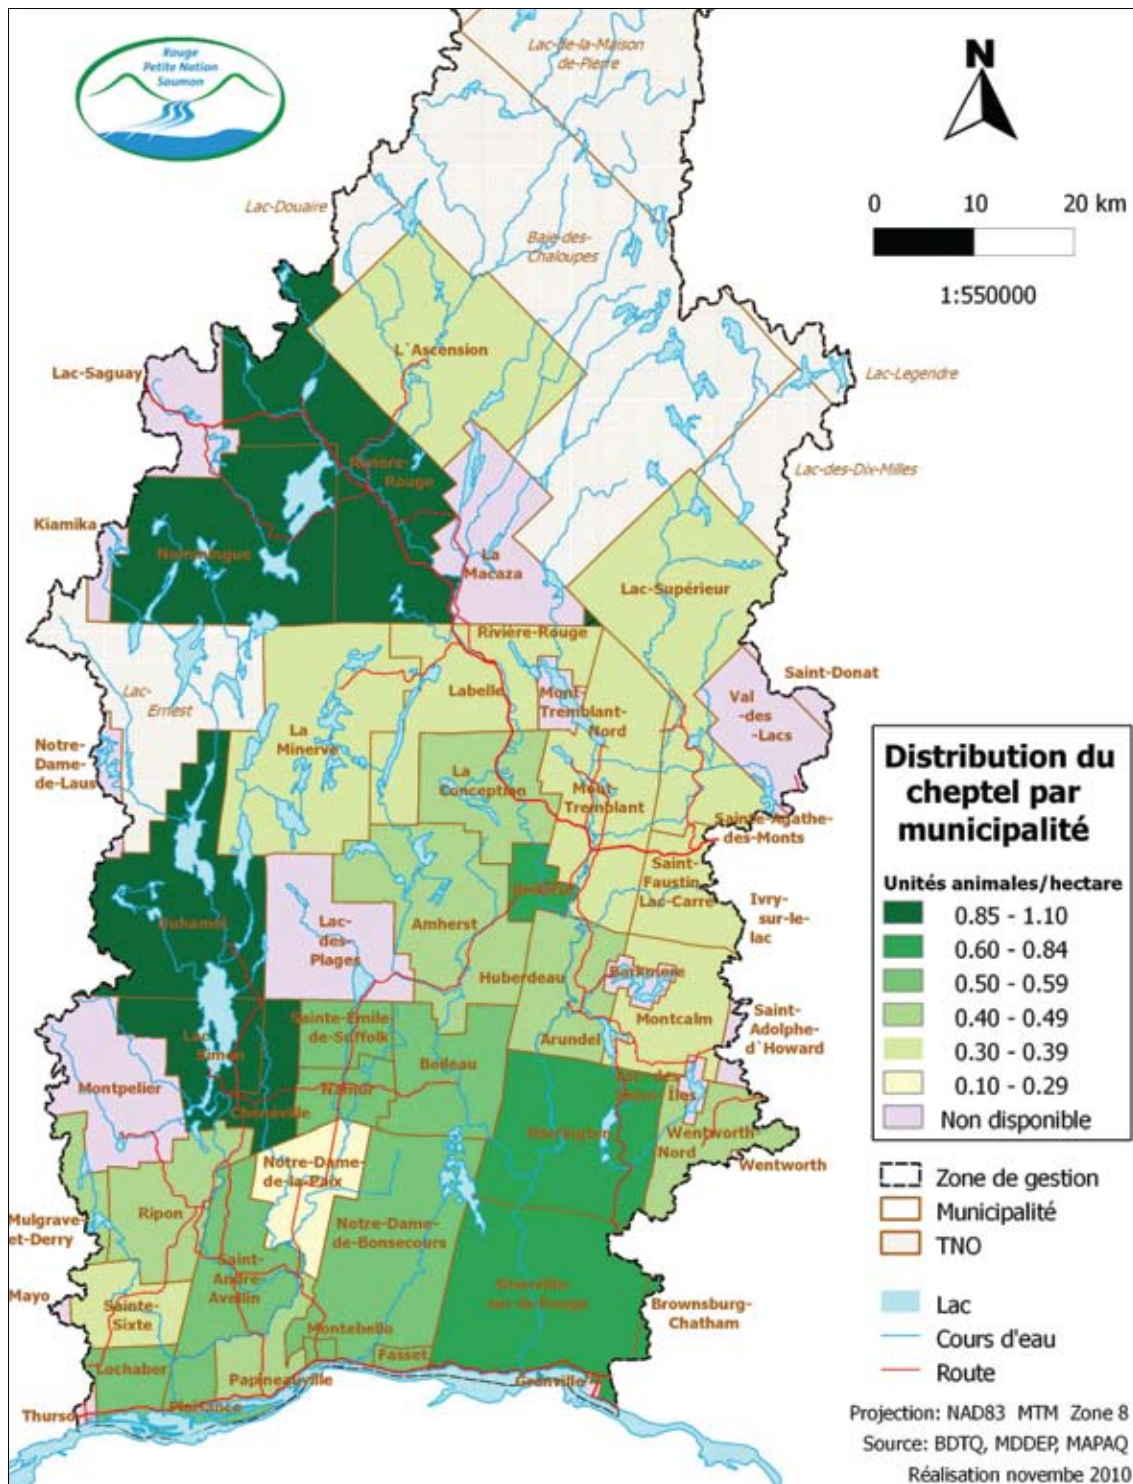 Rouge
Petite Nation
Saumon
Lac-de-la-Maison
de-Pierre
N
0 10 20 km
1:550000
Lac-Douaire
Baie-des-
Chaloupes
L`Ascension
Lac-Saguay
Lac-Legendre
Rivière-
Rouge
Lac-des-Dix-Milles
Kiamika
Nominingue
La
Macaza
Lac-Supérieur
Rivière-Rouge
Saint-Donat
Lac-
Ernest
Labelle
Mont-
Tremblant-
Nord
Val
-des
-Lacs
Notre-
Dame-
de-Laus
La
Minerve
La
Conception
Mont
Tremblant
Sainte-Agathe-
des-Monts
Saint-
Faustin
Lac-Carré
Ivry-
sur-le-
lac
Duhamel
Lac-
des-
Plages
Amherst
Huberdeau
Barkmere
Montcalm
Saint-
Adolphe-
d`Howard
Sainte-Emile-
de-Suffolk
Arundel
Lac
Simon
Boileau
Montpelier
Namur
Cheneville
Harrington
Wentworth
Nord
Wentworth
Notre-Dame-
de-la-Paix
Mulgrave-
et-Derry
Ripon
Notre-Dame-
de-Bonsecours
Saint-
André-
Avellin
Mayo
Sainte-
Sixte
Grenville-
sur-la-Rouge
Brownsburg-
Chatham
Montebello
Fasset
Lochaber
Papineauville
Grenville
Plaisance
Thurso
Distribution du
cheptel par
municipalité
Unités animales/hectare
0.85 - 1.10
0.60 - 0.84
0.50 - 0.59
0.40 - 0.49
0.30 - 0.39
0.10 - 0.29
Non disponible
Zone de gestion
Municipalité
TNO
Lac
Cours d'eau
Route
Projection: NAD83 MTM Zone 8
Source: BDTQ, MDDEP, MAPAQ
Réalisation novembe 2010